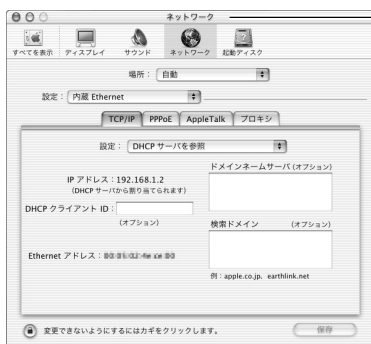 ネットワーク
すべてを表示 ディスプレイ サウンド ネットワーク 起動ディスク
場所： 自動
設定： 内蔵 Ethernet
TCP/IP PPPoE AppleTalk プロキシ
設定： DHCP サーバを参照
ドメインネームサーバ (オプション)
IP アドレス：192.168.1.2
(DHCP サーバから割り当てられます)
DHCP クライアント ID：
(オプション)
検索ドメイン (オプション)
Ethernet アドレス：
例：apple.co.jp、earthlink.net
変更できないようにするにはカギをクリックします。
保存